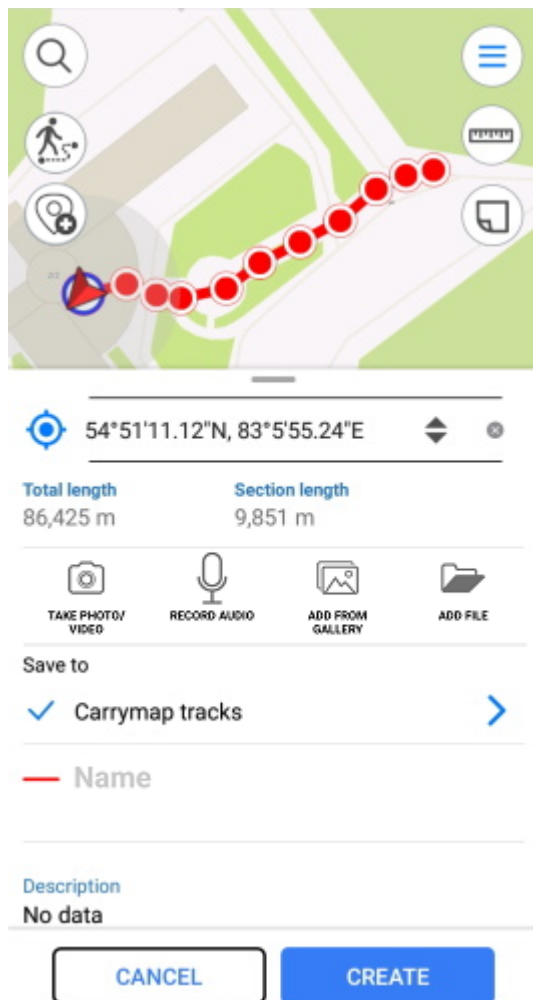 54°51'11.12"N, 83°5'55.24"E
Total length
Section length
86,425 m
9,851 m
TAKE PHOTO/
VIDEO
RECORD AUDIO
ADD FROM
GALLERY
ADD FILE
Save to
Carrymap tracks
Name
Description
No data
CANCEL
CREATE